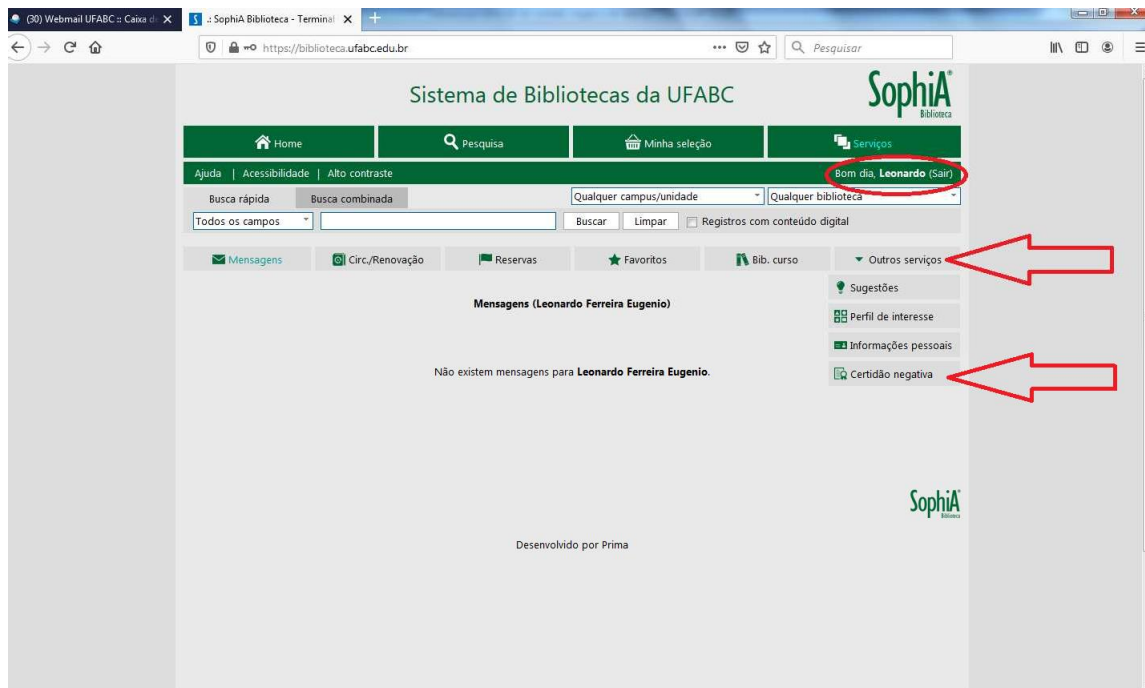 (30) Webmail UFABC :: Caixa d
.: SophiA Biblioteca - Terminal
https://biblioteca.ufabc.edu.br
Pesquisar
Sistema de Bibliotecas da UFABC
SophiA
Biblioteca
Home Pesquisa Minha seleção Serviços
Ajuda | Acessibilidade | Alto contraste Bom dia, Leonardo (Sair)
Busca rápida Busca combinada Qualquer campus/unidade Qualquer biblioteca
Todos os campos Buscar Limpar Registros com conteúdo digital
Mensagens Circ./Renovação Reservas Favoritos Bib. curso Outros serviços
Sugestões
Mensagens (Leonardo Ferreira Eugenio)
Perfil de interesse
Informações pessoais
Não existem mensagens para Leonardo Ferreira Eugenio.
Certidão negativa
SophiA
Biblioteca
Desenvolvido por Prima